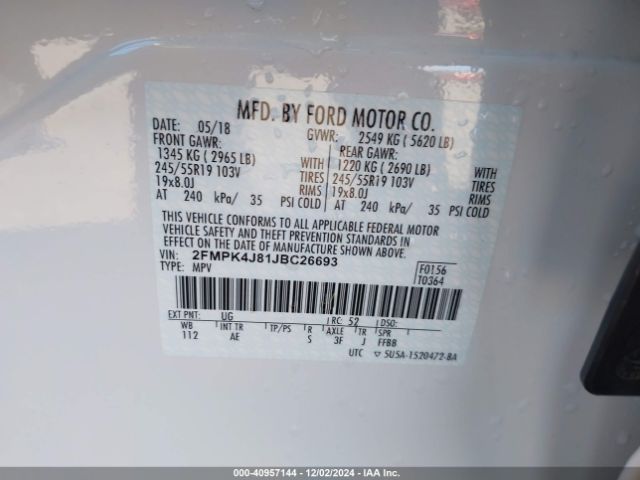 MFD. BY FORD MOTOR CO.
DATE: 05/18 GVWR: 2549 KG ( 5620 LB)
FRONT GAWR: REAR GAWR:
1345 KG ( 2965 LB) WITH 1220 KG ( 2690 LB) WITH
245/55R19 103V TIRES 245/55R19 103V TIRES
19x8.0J RIMS 19x8.0J RIMS
AT 240 kPa/ 35 PSI COLD AT 240 kPa/ 35 PSI COLD
THIS VEHICLE CONFORMS TO ALL APPLICABLE FEDERAL MOTOR
VEHICLE SAFETY AND THEFT PREVENTION STANDARDS IN
EFFECT ON THE DATE OF MANUFACTURE SHOWN ABOVE.
VIN: 2FMPK4J81JBC26693 F0156
TYPE: MPV T0364
EXT PNT: UG RC: 52 DSO:
WB INT TR TP/PS R AXLE TR SPR
112 AE S 3F J FFBB
UTC 5U5A-1520472-BA
000-40957144 - 12/02/2024 - IAA Inc.